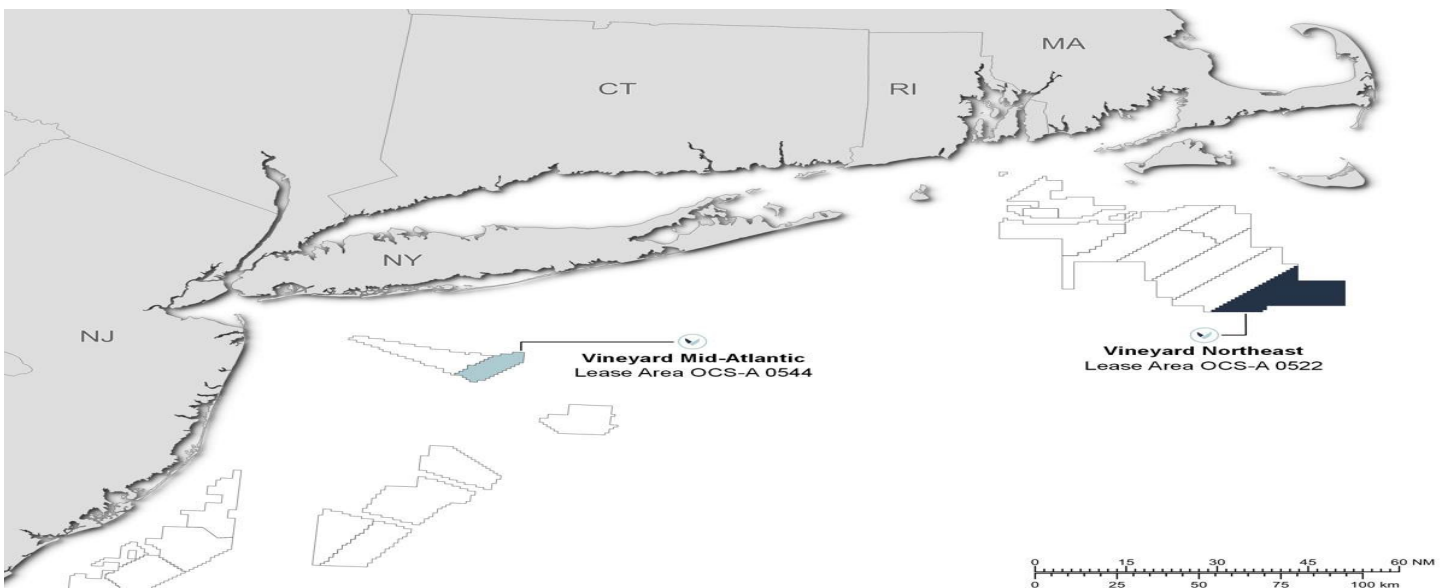 MA
CT
RI
NY
NJ
Vineyard Mid-Atlantic
Lease Area OCS-A 0544
Vineyard Northeast
Lease Area OCS-A 0522
0 15 30 45 60 NM
0 25 50 75 100 km